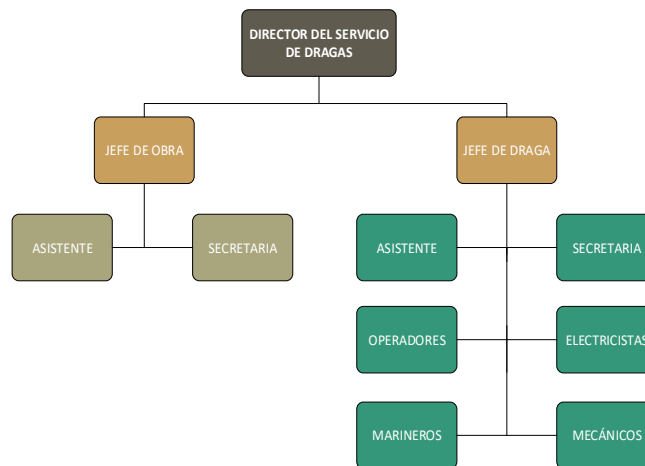 DIRECTOR DEL SERVICIO
DE DRAGAS
JEFE DE OBRA
JEFE DE DRAGA
ASISTENTE
SECRETARIA
ASISTENTE
SECRETARIA
OPERADORES
ELECTRICISTAS
MARINEROS
MECÁNICOS